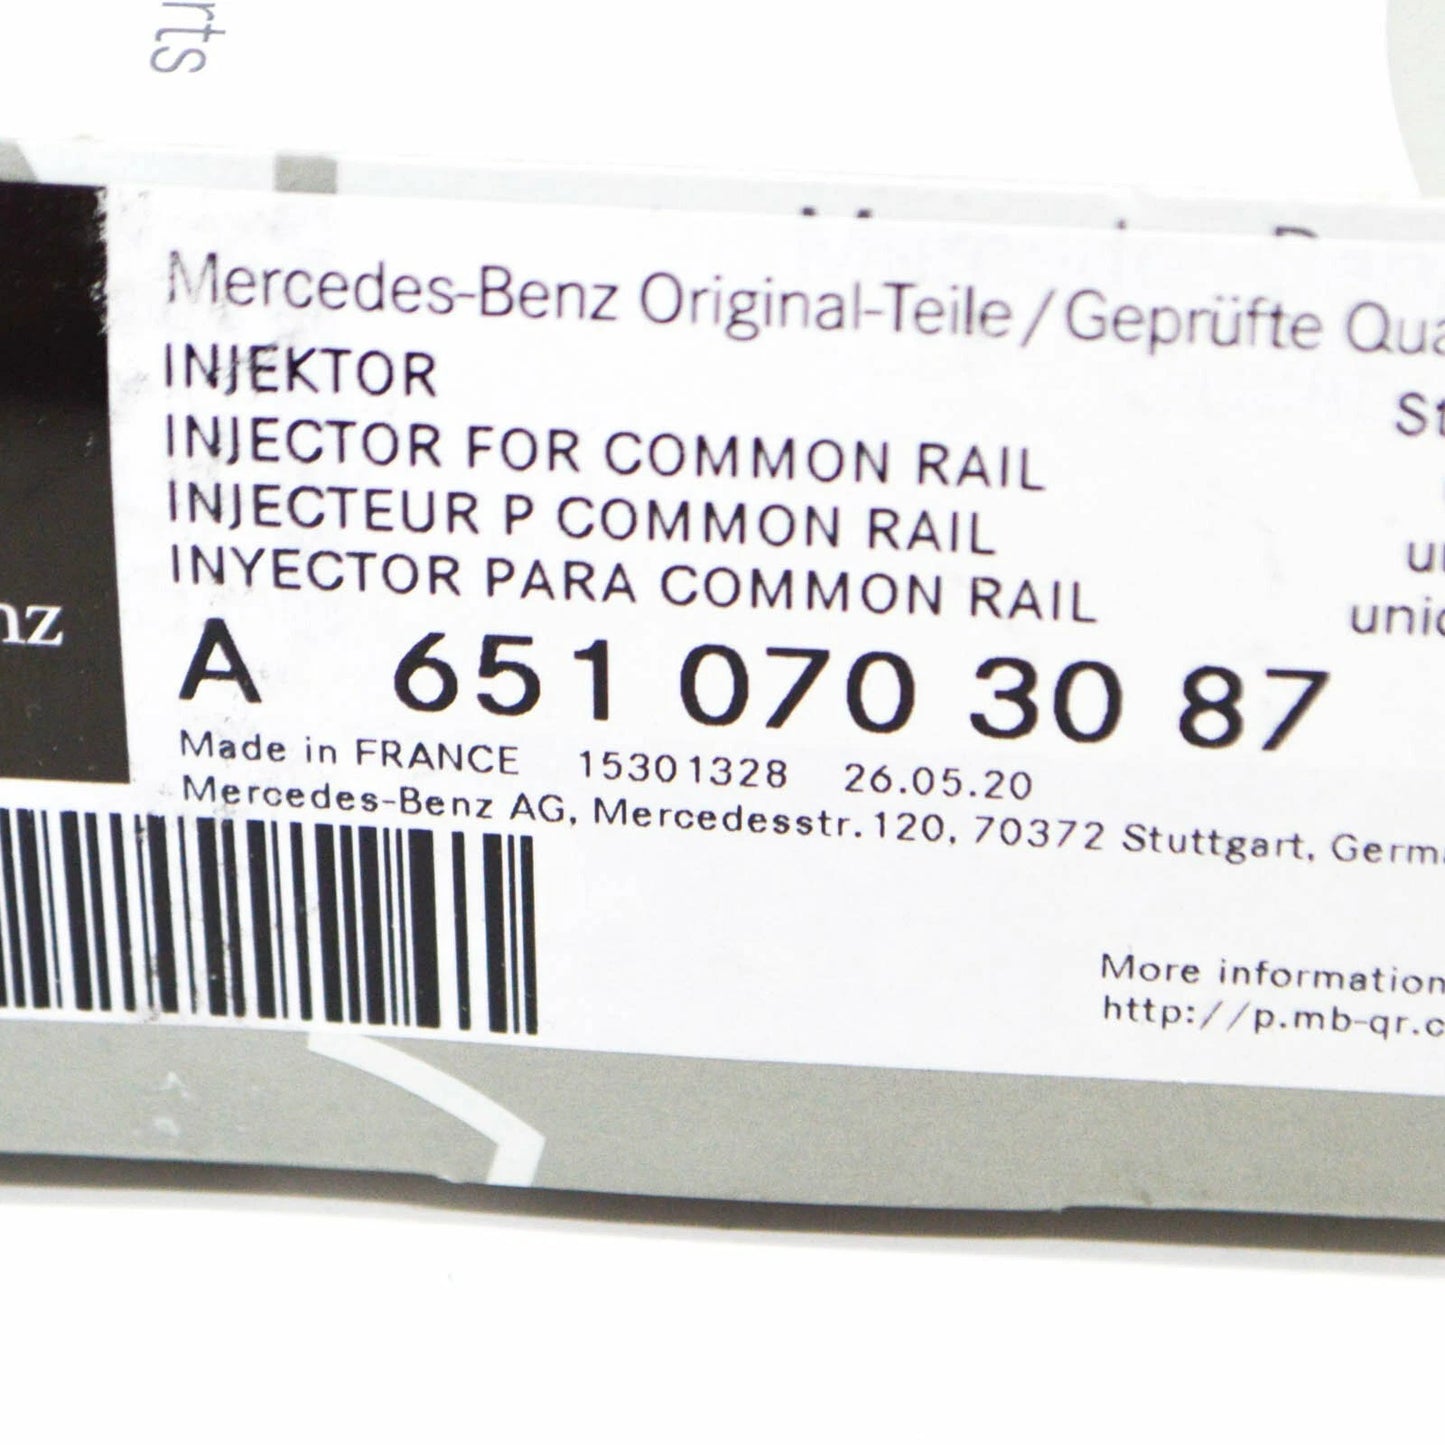 Mercedes-Benz Original-Teile/Geprüfte
INJEKTOR
INJECTOR FOR COMMON RAIL
INJECTEUR P COMMON RAIL
INYECTOR PARA COMMON RAIL
A 651 070 30 87
Made in FRANCE 15301328 26.05.20
Mercedes-Benz AG, Mercedesstr.120, 70372 Stuttgart,
More information
http://p.mb-qr.c